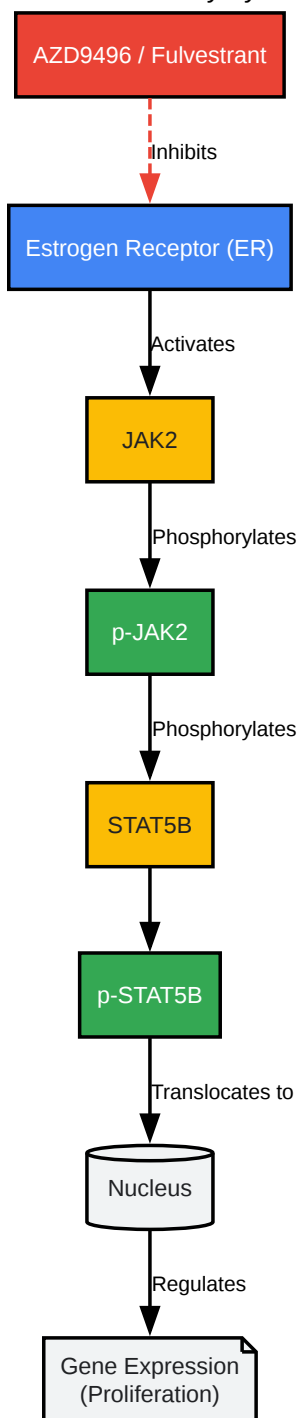 AZD9496 / Fulvestrant
Inhibits
Estrogen Receptor (ER)
Activates
JAK2
Phosphorylates
p-JAK2
Phosphorylates
STAT5B
p-STAT5B
Translocates to
Nucleus
Regulates
Gene Expression
(Proliferation)